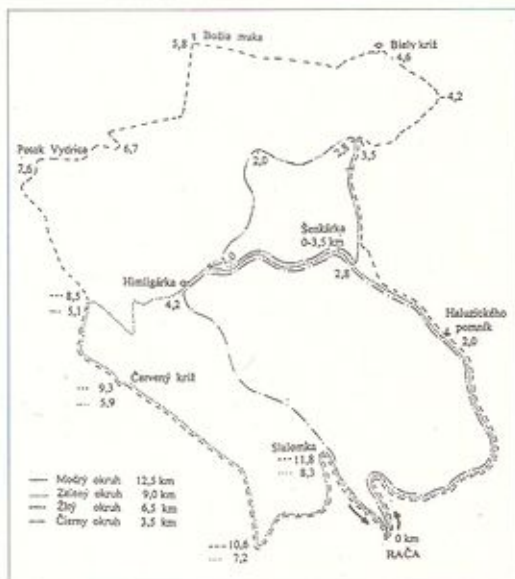 5,8 Božia muka
Biely kríž
4,6
4,2
Potok Vydrica
6,7
7,6
2,0
2,8
3,5
Šenkárka
0-3,5 km
Himligárka
2,8
4,2
8,5
5,1
Haluzického
pomník
2,0
Červený kríž
9,3
5,9
Slalomka
11,8
8,3
Modrý okruh 12,5 km
Zelený okruh 9,0 km
Žltý okruh 6,5 km
Čierny okruh 3,5 km
0 km
RAČA
10,6
7,2